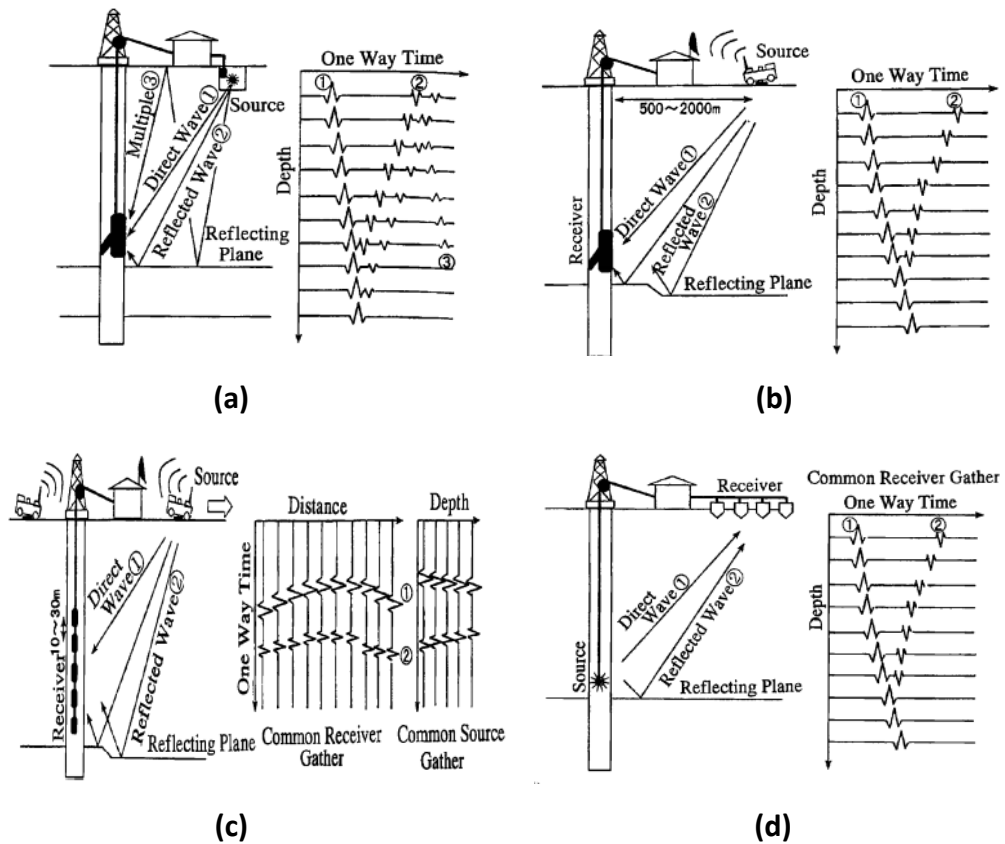 One Way Time
① ②
Source
Multiple③
Direct Wave①
Reflected Wave②
Reflecting
Plane
Depth
③
(a)
Source
One Way Time
① ②
500~2000m
Direct Wave①
Reflected
Wave②
Receiver
Reflecting Plane
Depth
(b)
Source
Direct
Wave①
Reflected Wave②
Receiver 10~30m
Reflecting Plane
Distance
Depth
One Way Time
①
②
Common Receiver
Gather
Common Source
Gather
(c)
Receiver
Common Receiver Gather
One Way Time
① ②
Direct Wave①
Reflected Wave②
Source
Reflecting Plane
Depth
(d)